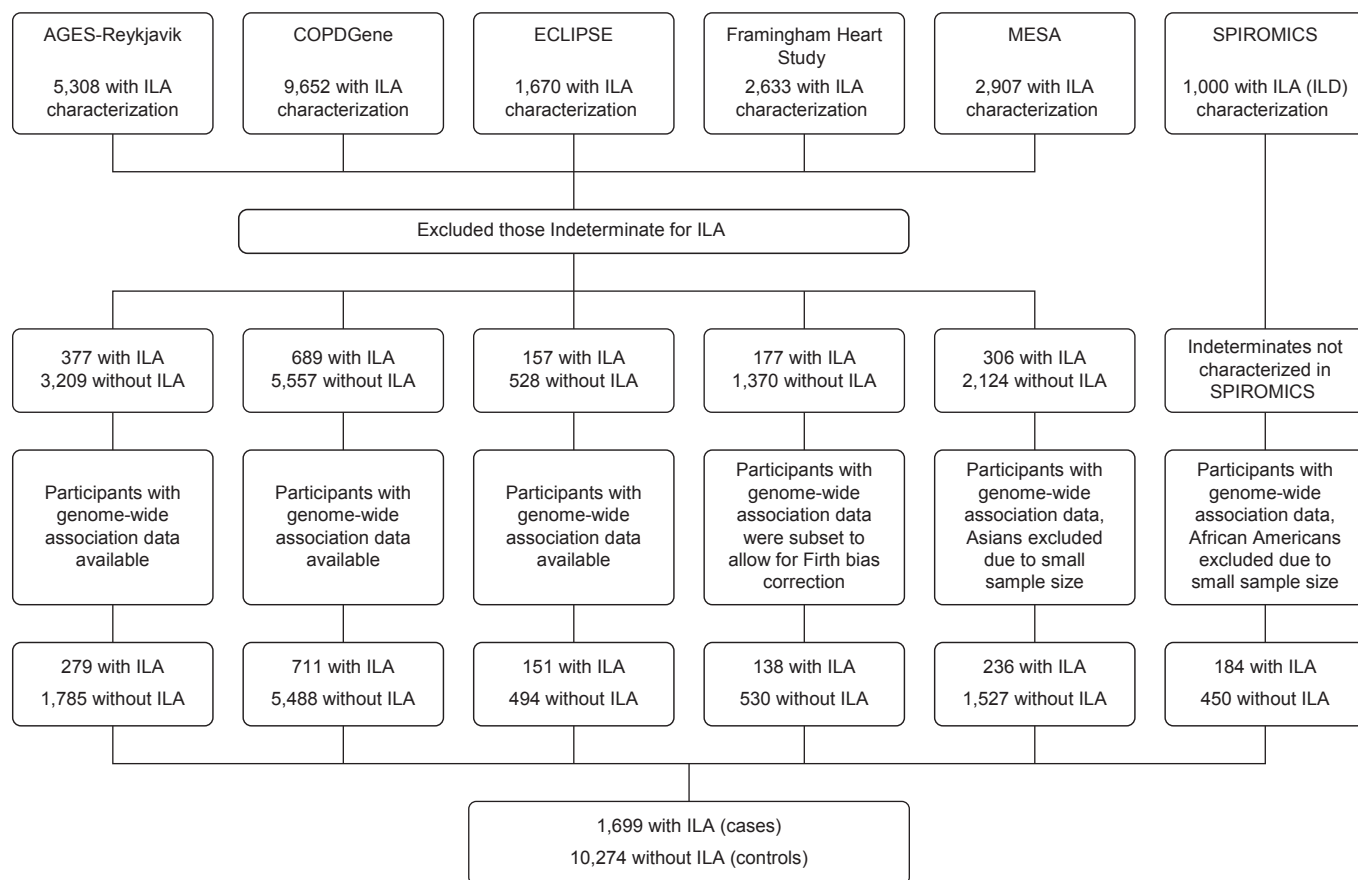 AGES-Reykjavik
5,308 with ILA
characterization
COPDGene
9,652 with ILA
characterization
ECLIPSE
1,670 with ILA
characterization
Framingham Heart
Study
2,633 with ILA
characterization
MESA
2,907 with ILA
characterization
SPIROMICS
1,000 with ILA (ILD)
characterization
Excluded those Indeterminate for ILA
377 with ILA
3,209 without ILA
689 with ILA
5,557 without ILA
157 with ILA
528 without ILA
177 with ILA
1,370 without ILA
306 with ILA
2,124 without ILA
Indeterminates not
characterized in
SPIROMICS
Participants with
genome-wide
association data
available
Participants with
genome-wide
association data
available
Participants with
genome-wide
association data
available
Participants with
genome-wide
association data
were subset to
allow for Firth bias
correction
Participants with
genome-wide
association data,
Asians excluded
due to small
sample size
Participants with
genome-wide
association data,
African Americans
excluded due to
small sample size
279 with ILA
1,785 without ILA
711 with ILA
5,488 without ILA
151 with ILA
494 without ILA
138 with ILA
530 without ILA
236 with ILA
1,527 without ILA
184 with ILA
450 without ILA
1,699 with ILA (cases)
10,274 without ILA (controls)